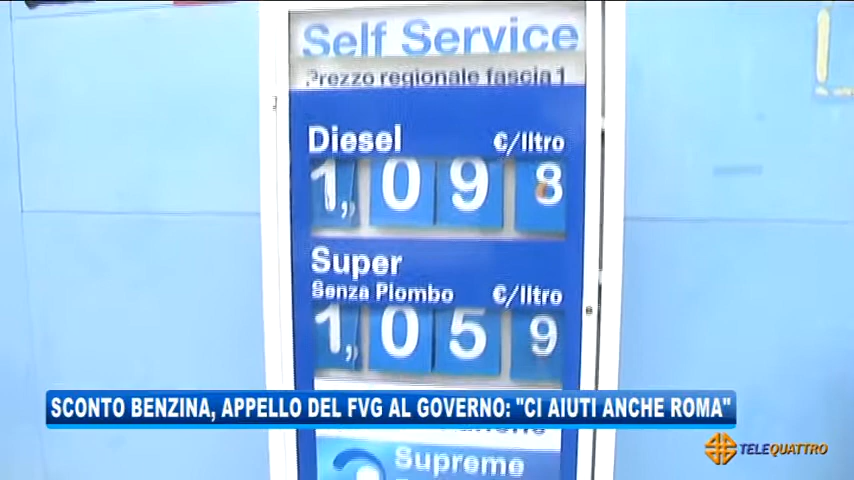 Self Service
Prezzo regionale fascia 1
Diesel €/litro
1,098
Super
Senza Plombo €/litro
1,059
SCONTO BENZINA, APPELLO DEL FVG AL GOVERNO: "CI AIUTI ANCHE ROMA"
Supreme
TELEQUATTRO